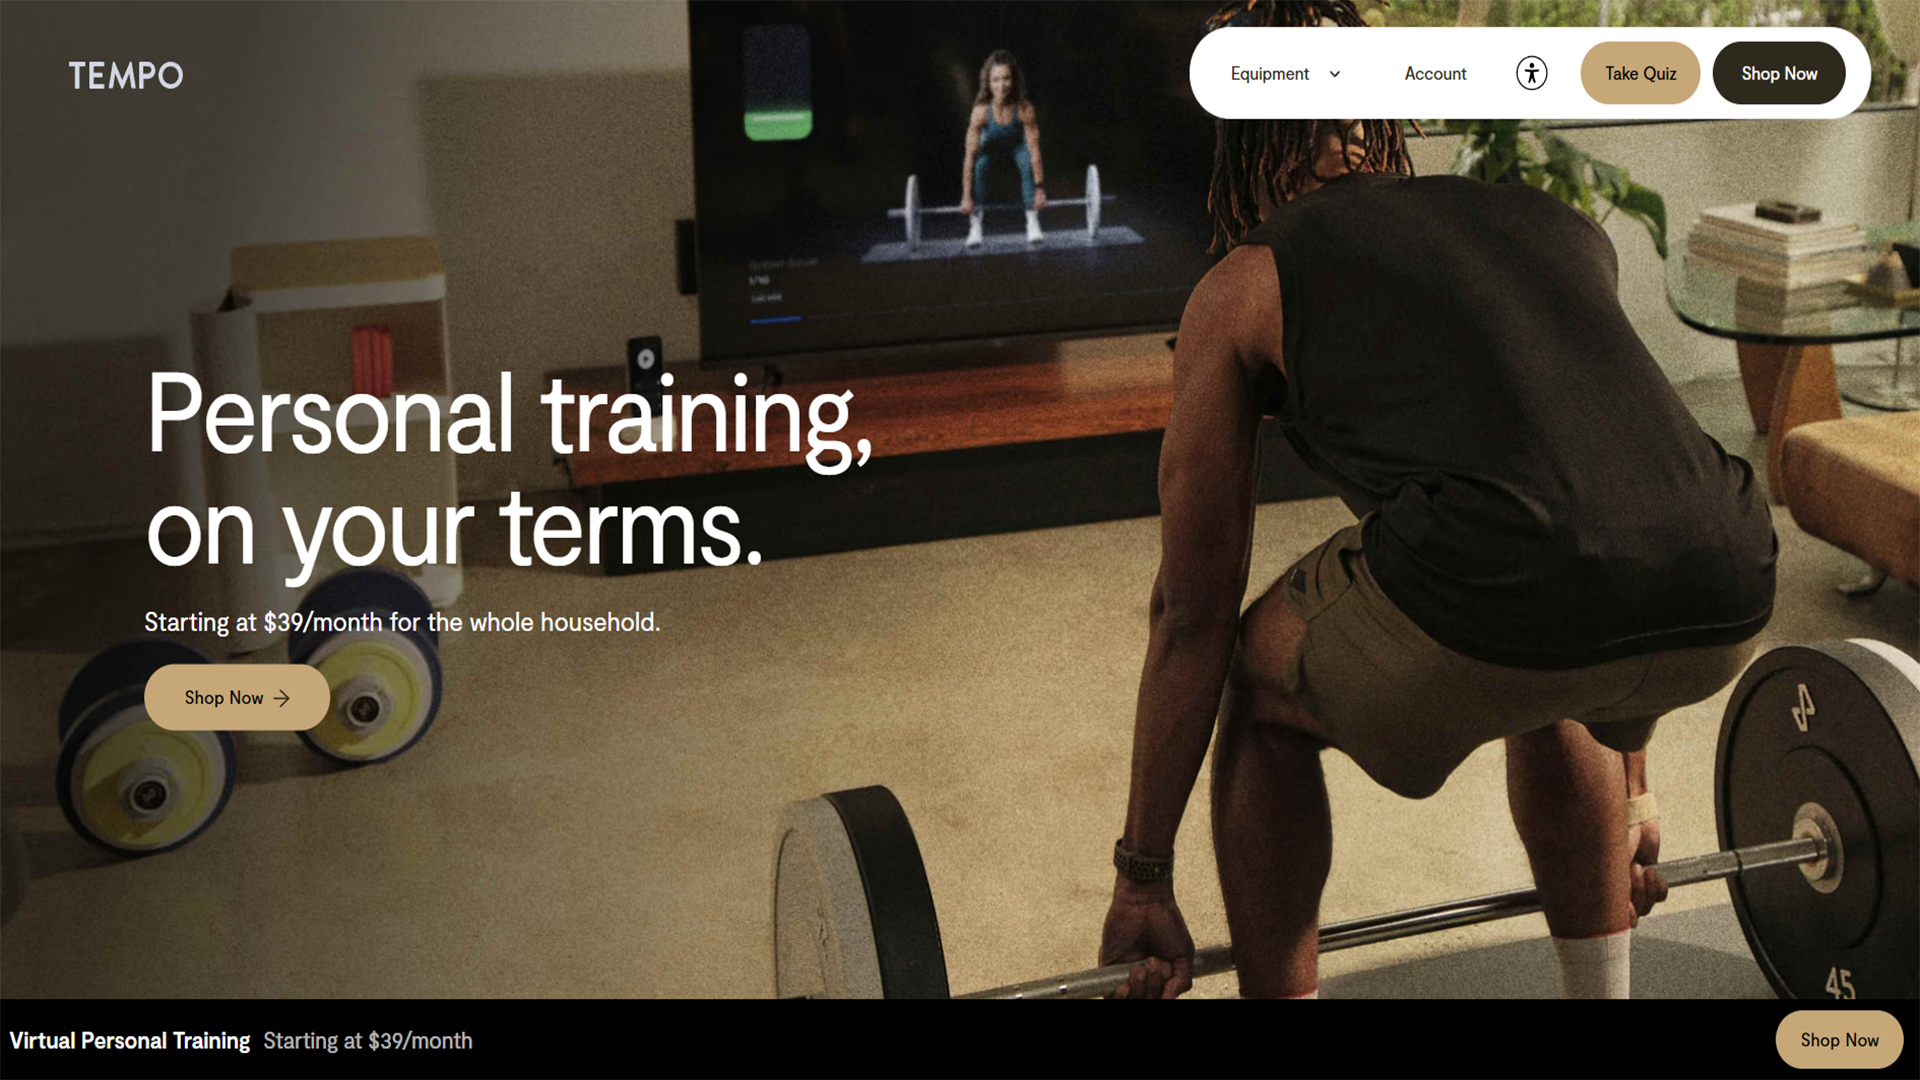 TEMPO
Equipment
Account
Take Quiz
Shop Now
Personal training,
on your terms.
Starting at $39/month for the whole household.
Shop Now
45
Virtual Personal Training Starting at $39/month
Shop Now